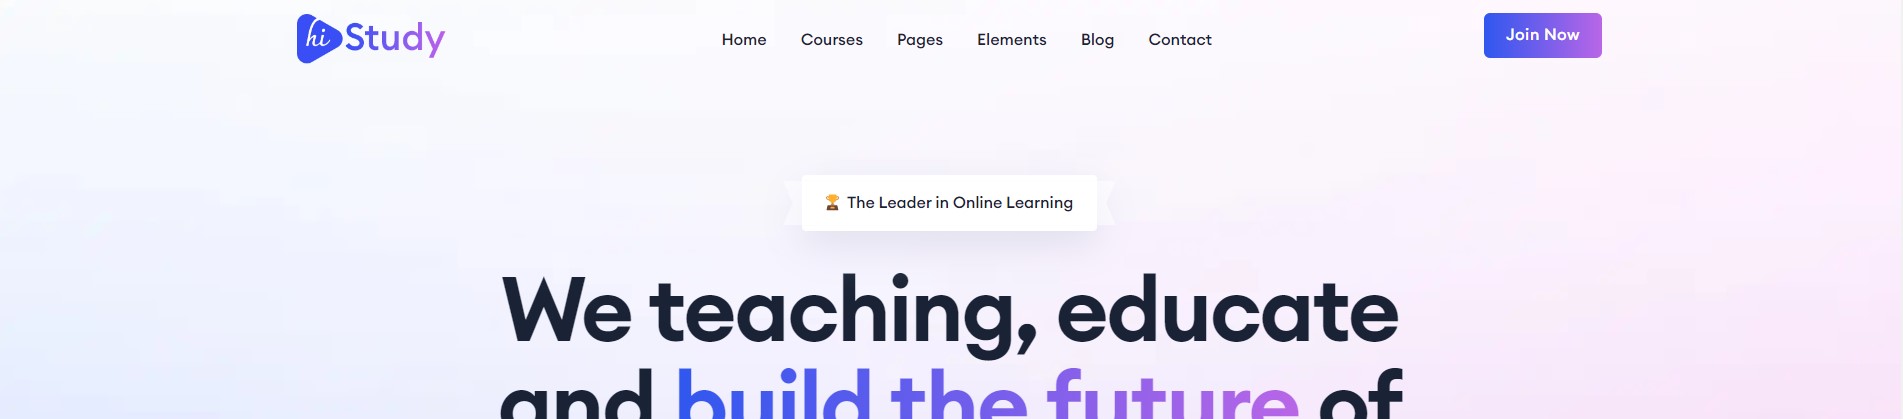 hi Study
Home Courses Pages Elements Blog Contact
Join Now
🏆 The Leader in Online Learning
We teaching, educate
and build the future of